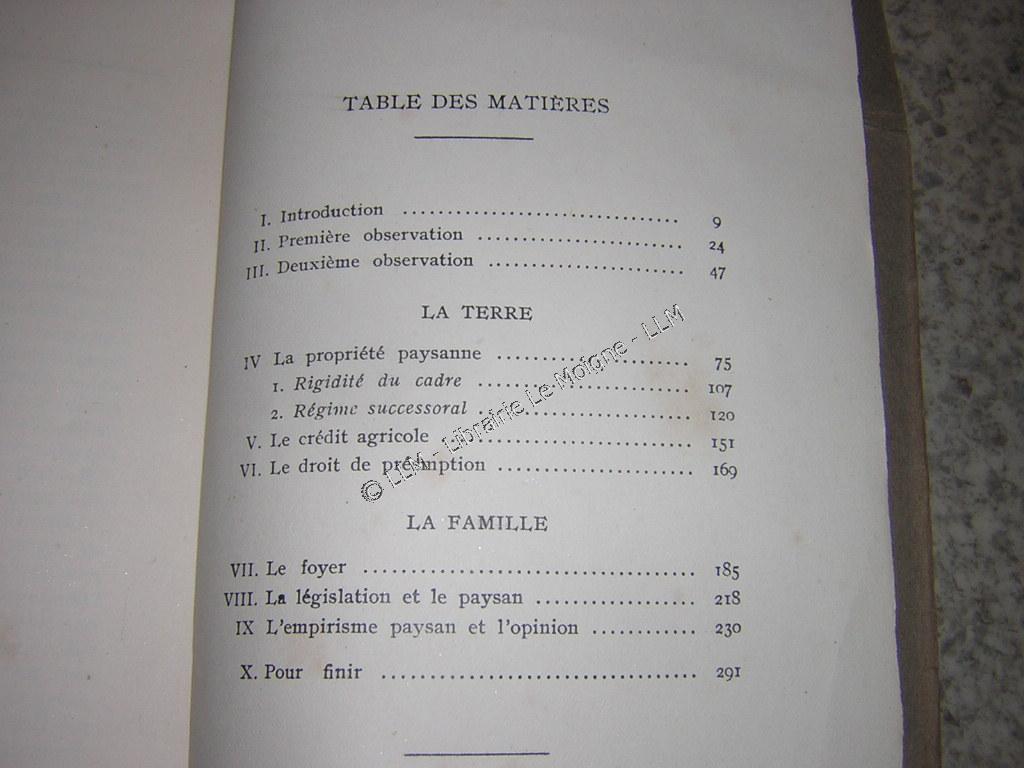 TABLE DES MATIÈRES
I. Introduction ................................ 9
II. Première observation ........................ 24
III. Deuxième observation ....................... 47
LA TERRE
IV La propriété paysanne ....................... 75
1. Rigidité du cadre ......................... 107
2. Régime successoral ......................... 120
V. Le crédit agricole ........................... 151
VI. Le droit de préemption ....................... 169
LA FAMILLE
VII. Le foyer .................................... 185
VIII. La législation et le paysan .................. 218
IX L'empirisme paysan et l'opinion ............ 230
X. Pour finir .................................. 291
© LLM - Librairie Le Moigne - LLM